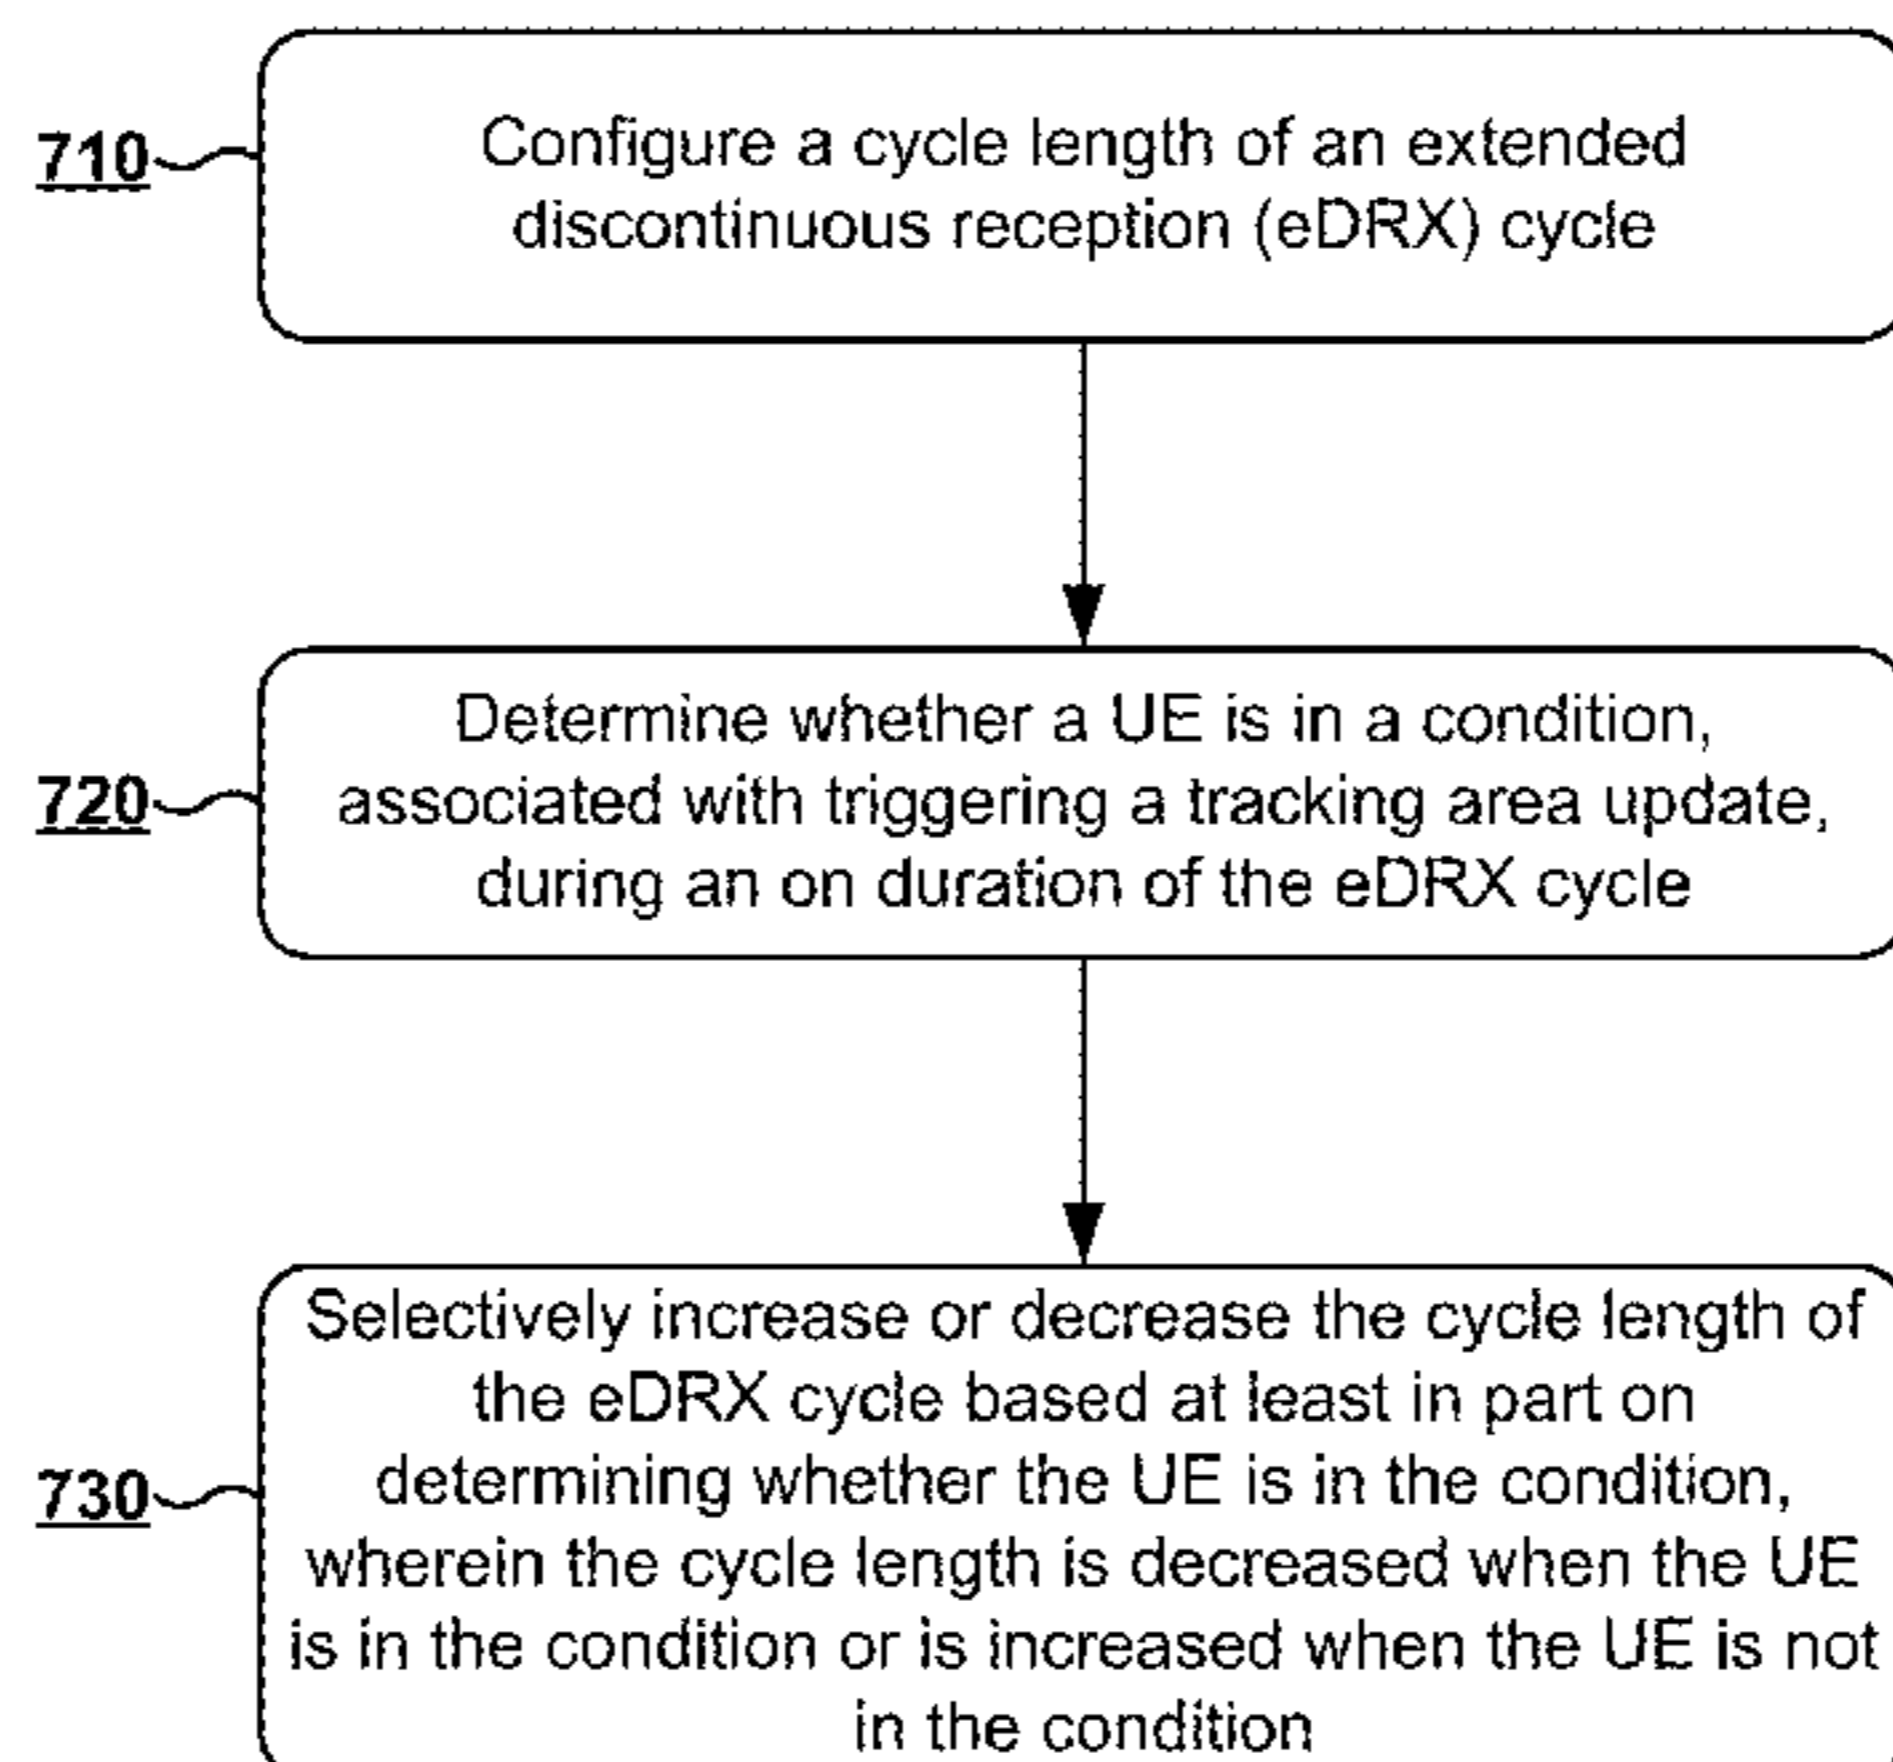 710
Configure a cycle length of an extended
discontinuous reception (eDRX) cycle
720
Determine whether a UE is in a condition,
associated with triggering a tracking area update,
during an on duration of the eDRX cycle
730
Selectively increase or decrease the cycle length of
the eDRX cycle based at least in part on
determining whether the UE is in the condition,
wherein the cycle length is decreased when the UE
is in the condition or is increased when the UE is not
in the condition